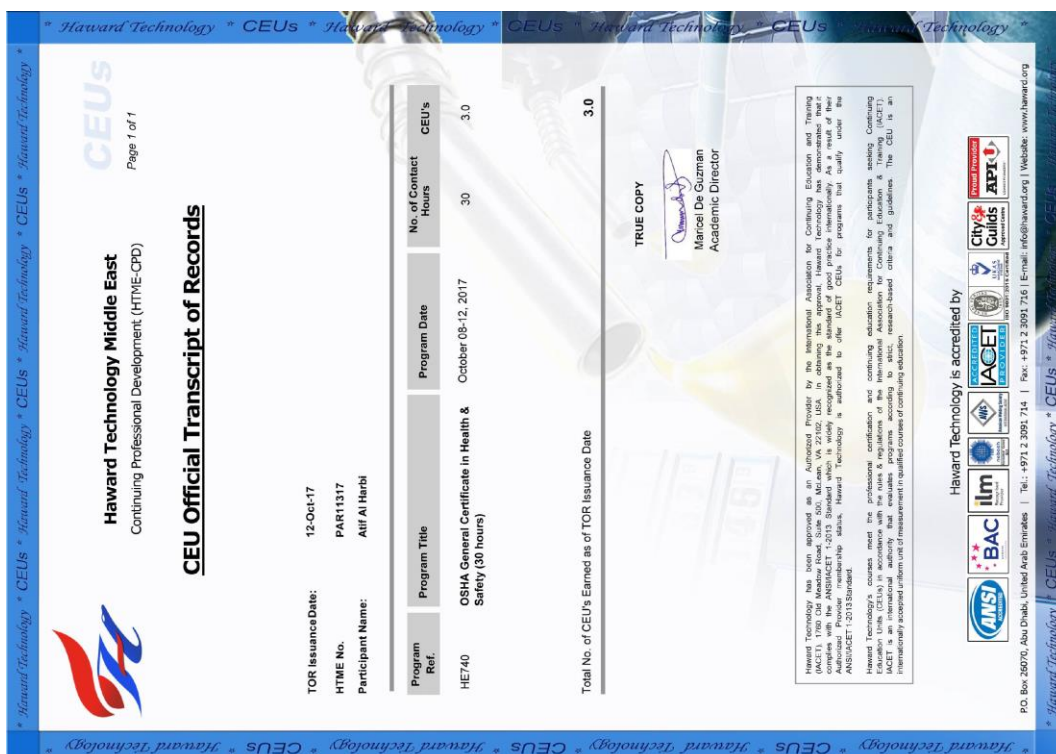 * Haward Technology * CEUs * Haward Technology * CEUs * Haward Technology * CEUs * Haward Technology *
CEUs
Haward Technology Middle East
Continuing Professional Development (HTME-CPD)
Page 1 of 1
CEU Official Transcript of Records
TOR IssuanceDate: 12-Oct-17
HTME No. PAR11317
Participant Name: Atif Al Harbi
Program Ref. Program Title Program Date No. of Contact Hours CEU's
HE740 OSHA General Certificate in Health & October 08-12, 2017 30 3.0
Safety (30 hours)
Total No. of CEU's Earned as of TOR Issuance Date 3.0
TRUE COPY
Maricel De Guzman
Academic Director
Haward Technology has been approved as an Authorized Provider by the International Association for Continuing Education and Training
(IACET), 1760 Old Meadow Road, Suite 500, McLean, VA 22102, USA. In obtaining this approval, Haward Technology has demonstrated that it
complies with the ANSI/IACET 1-2013 Standard which is widely recognized as the standard of good practice internationally. As a result of their
Authorized Provider membership status, Haward Technology is authorized to offer IACET CEUs for programs that qualify under the
ANSI/IACET 1-2013 Standard.
Haward Technology's courses meet the professional certification and continuing education requirements for participants seeking Continuing
Education Units (CEUs) in accordance with the rules & regulations of the International Association for Continuing Education & Training (IACET).
IACET is an international authority that evaluates programs according to strict, research-based criteria and guidelines. The CEU is an
internationally accepted uniform unit of measurement in qualified courses of continuing education.
Haward Technology is accredited by
ANSI
BAC
ilm
AWS
ACCREDITED
IACET
PROVIDER
UKAS
City&
Guilds
Approved Centre
Proud Provider
API-U
P.O. Box 26070, Abu Dhabi, United Arab Emirates | Tel.: +971 2 3091 714 | Fax: +971 2 3091 716 | E-mail: info@haward.org | Website: www.haward.org